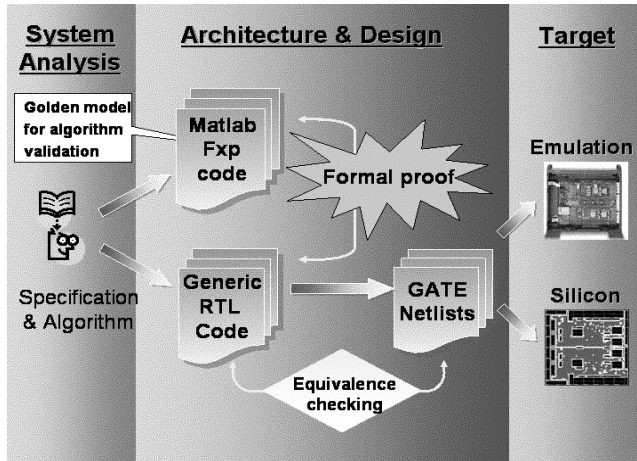 System
Analysis
Architecture & Design
Target
Golden model
for algorithm
validation
Matlab
Fxp
code
Formal proof
Emulation
Specification
& Algorithm
Generic
RTL
Code
GATE
Netlists
Silicon
Equivalence
checking